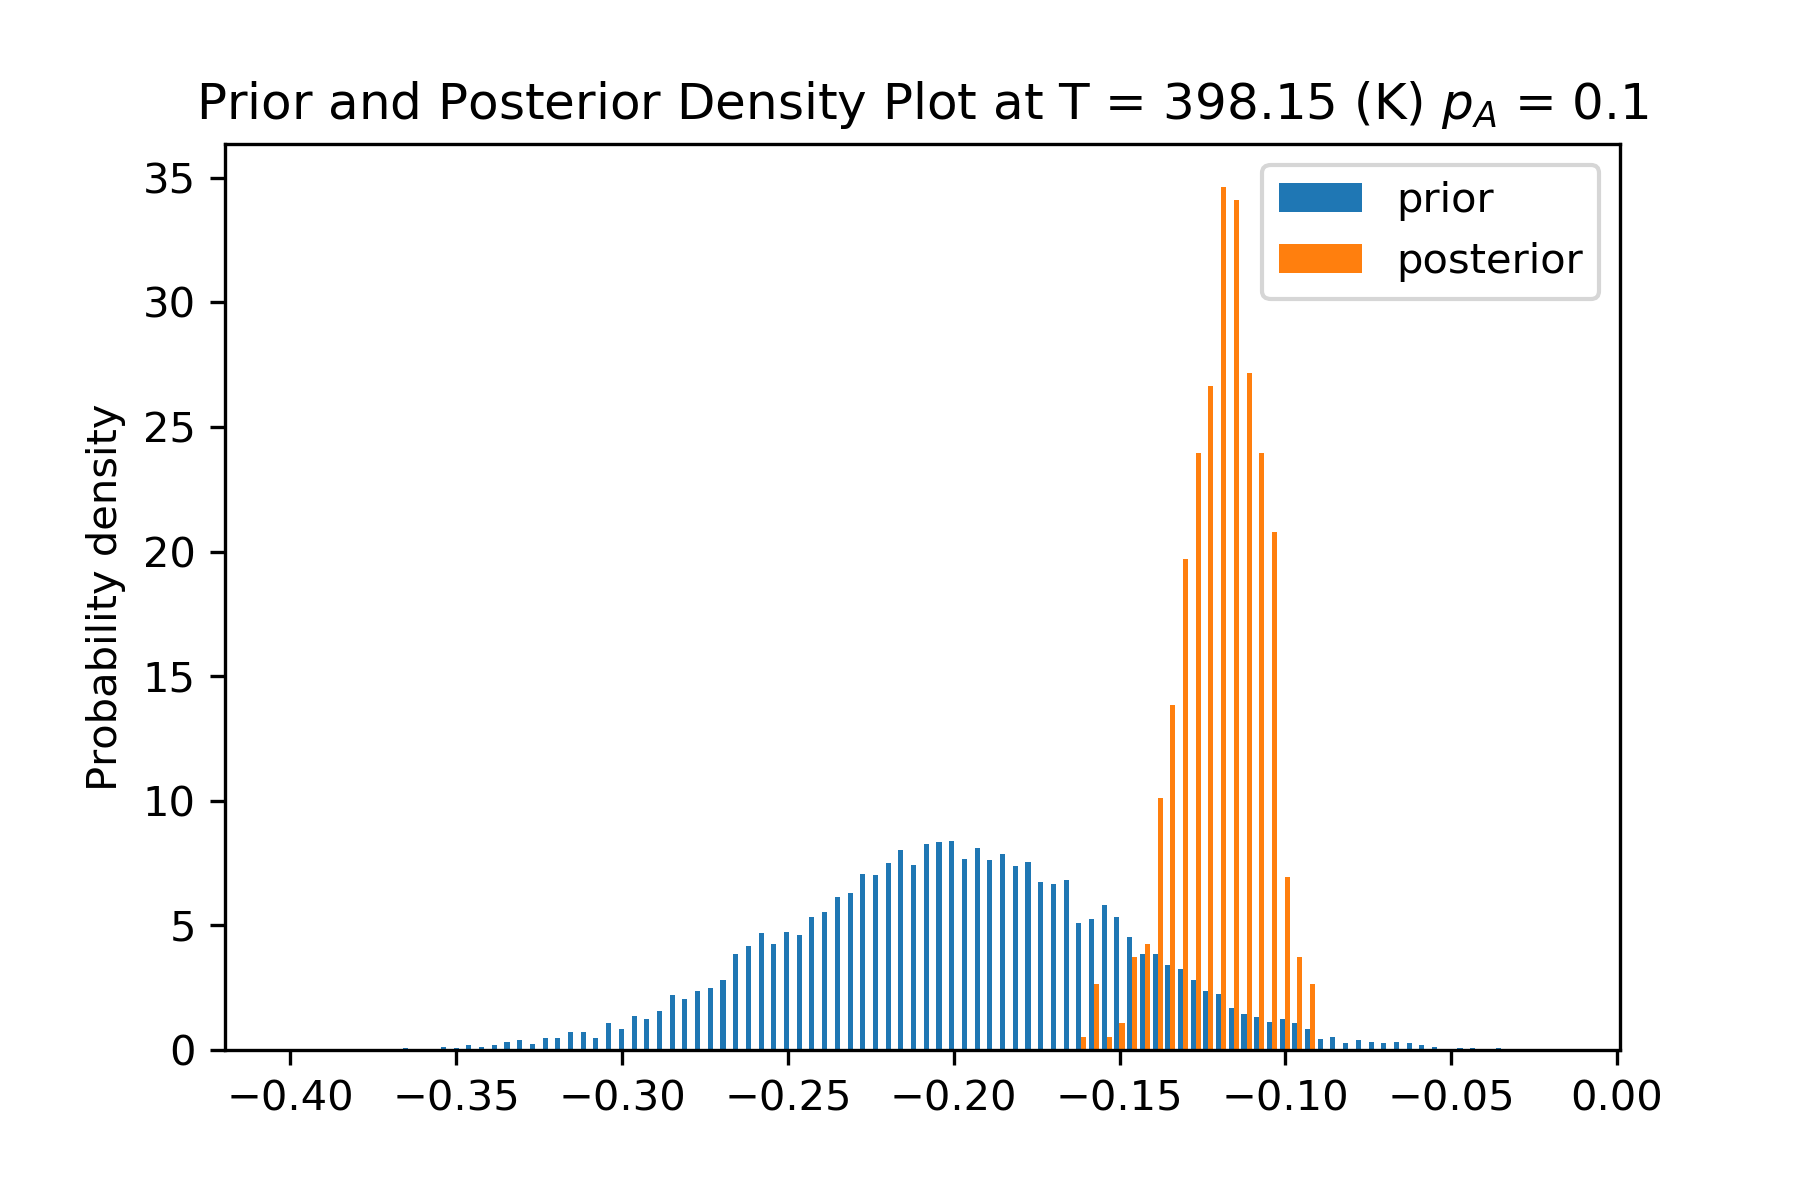 Prior and Posterior Density Plot at T = 398.15 (K) p_A = 0.1
prior
posterior
Probability density
35
30
25
20
15
10
5
0
−0.40 −0.35 −0.30 −0.25 −0.20 −0.15 −0.10 −0.05 0.00